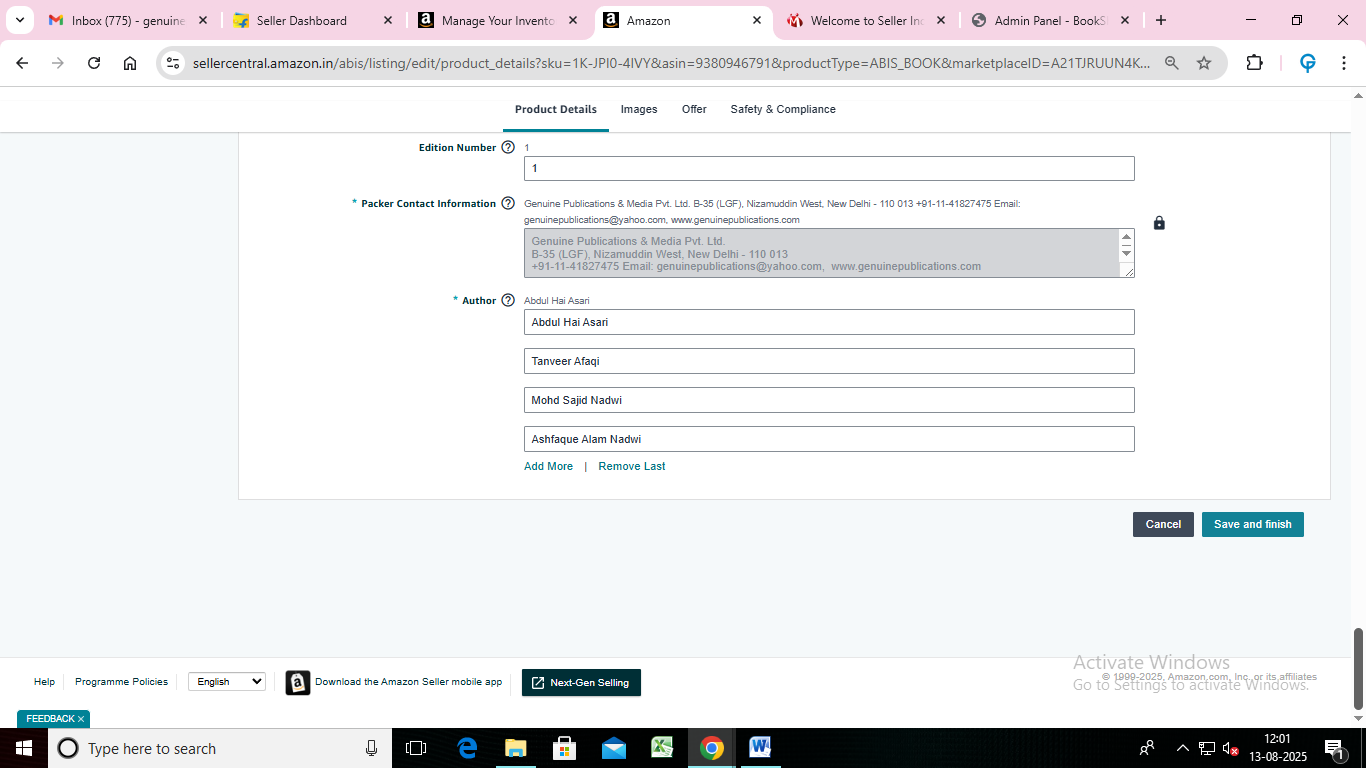 Inbox (775) - genuine
Seller Dashboard
Manage Your Invento
Amazon
Welcome to Seller In
Admin Panel - BookS
sellercentral.amazon.in/abis/listing/edit/product_details?sku=1K-JPI0-4IVY&asin=9380946791&productType=ABIS_BOOK&marketplaceID=A21TJRUUN4K...
Product Details
Images
Offer
Safety & Compliance
Edition Number ? 1
1
* Packer Contact Information ? Genuine Publications & Media Pvt. Ltd. B-35 (LGF), Nizamuddin West, New Delhi - 110 013 +91-11-41827475 Email:
genuinepublications@yahoo.com, www.genuinepublications.com
Genuine Publications & Media Pvt. Ltd.
B-35 (LGF), Nizamuddin West, New Delhi - 110 013
+91-11-41827475 Email: genuinepublications@yahoo.com, www.genuinepublications.com
* Author ? Abdul Hai Asari
Abdul Hai Asari
Tanveer Afaqi
Mohd Sajid Nadwi
Ashfaque Alam Nadwi
Add More | Remove Last
Cancel
Save and finish
Activate Windows
Go to Settings to activate Windows.
Help
Programme Policies
English
Download the Amazon Seller mobile app
Next-Gen Selling
© 1999-2025, Amazon.com, Inc. or its affiliates
FEEDBACK ×
Type here to search
12:01
13-08-2025
1